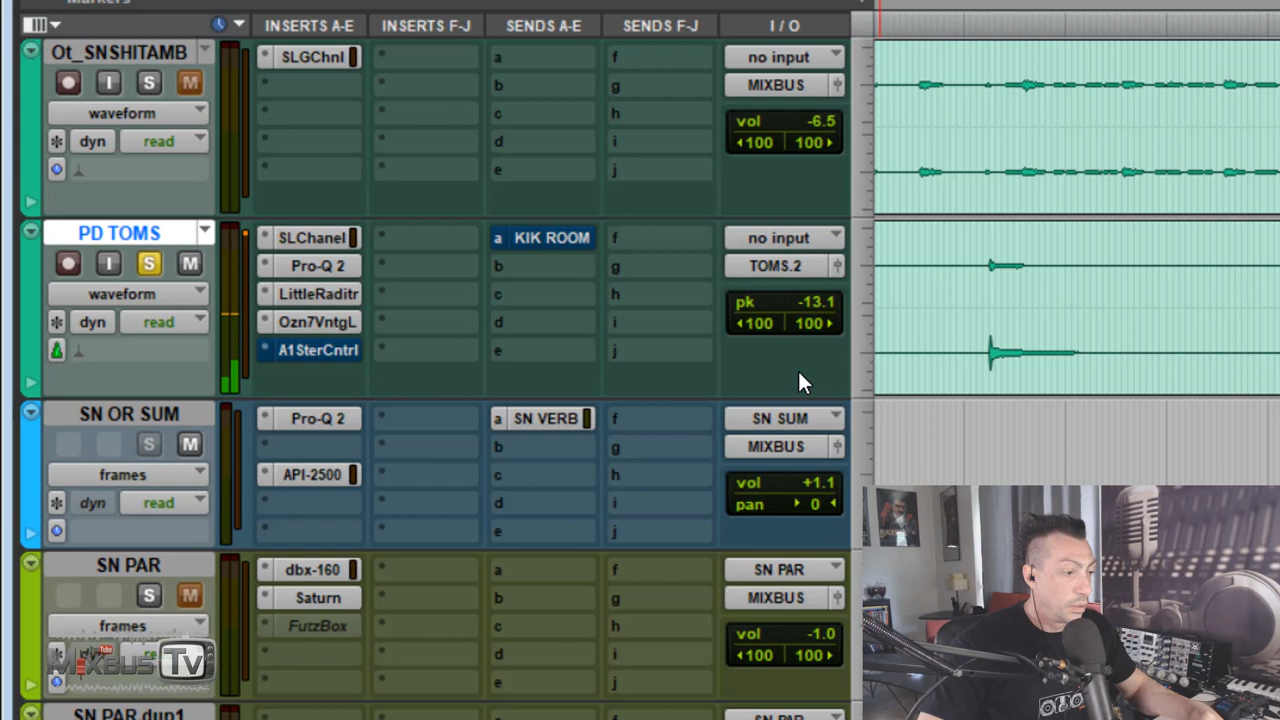 Markers
INSERTS A-E INSERTS F-J SENDS A-E SENDS F-J I / O
Ot_SNSHITAMB
I S M
waveform
dyn read
SLGChnl
a f
b g
c h
d i
e j
no input
MIXBUS
vol -6.5
100 100
PD TOMS
I S M
waveform
dyn read
SLChanel
Pro-Q 2
LittleRaditr
Ozn7VntgL
A1SterCntrl
a KIK ROOM f
b g
c h
d i
e j
no input
TOMS.2
pk -13.1
100 100
SN OR SUM
S M
frames
dyn read
Pro-Q 2
API-2500
a SN VERB f
b g
c h
d i
e j
SN SUM
MIXBUS
vol +1.1
pan 0
SN PAR
S M
frames
dbx-160
Saturn
FutzBox
a f
b g
c h
d i
e j
SN PAR
MIXBUS
vol -1.0
100 100
You Tube
MIXBUS Tv
SN PAR.dup1
SN PAR